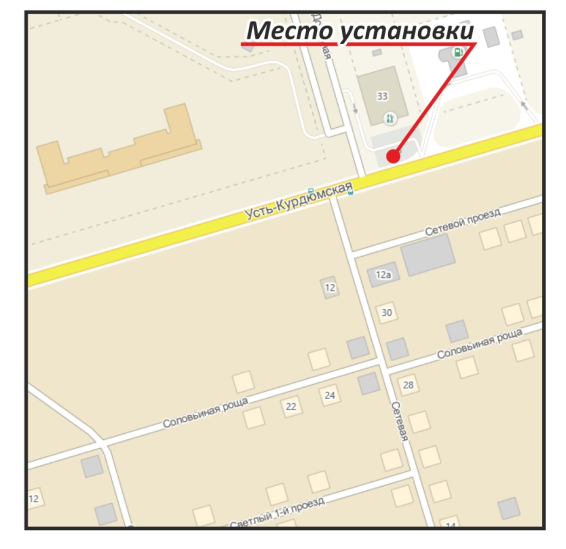 Место установки
33
Усть-Курдюмская
Сетевой проезд
12а
12
30
Соловьиная роща
28
24
22
Соловьиная роща
Сетевая
12
Светлый 1-й проезд
14